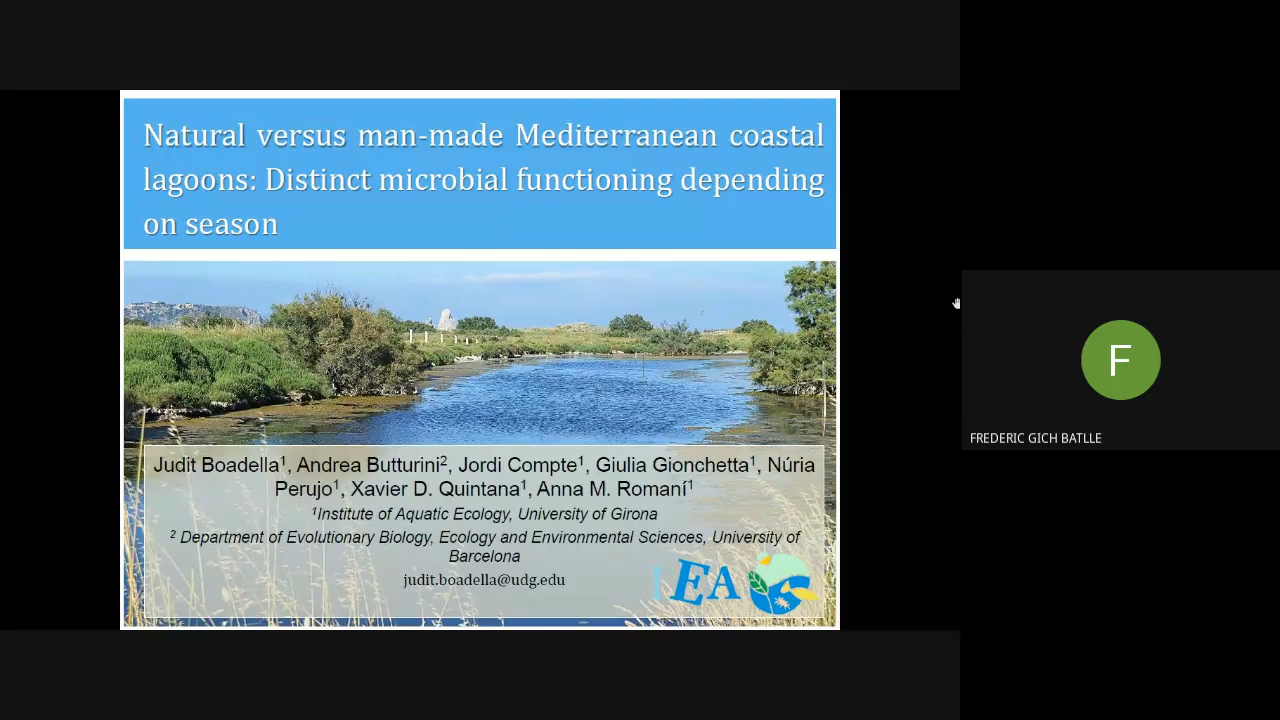 Natural versus man-made Mediterranean coastal
lagoons: Distinct microbial functioning depending
on season
Judit Boadella¹, Andrea Butturini², Jordi Compte¹, Giulia Gionchetta¹, Núria
Perujo¹, Xavier D. Quintana¹, Anna M. Romaní¹
¹Institute of Aquatic Ecology, University of Girona
² Department of Evolutionary Biology, Ecology and Environmental Sciences, University of
Barcelona
judit.boadella@udg.edu
IEA
F
FREDERIC GICH BATLLE